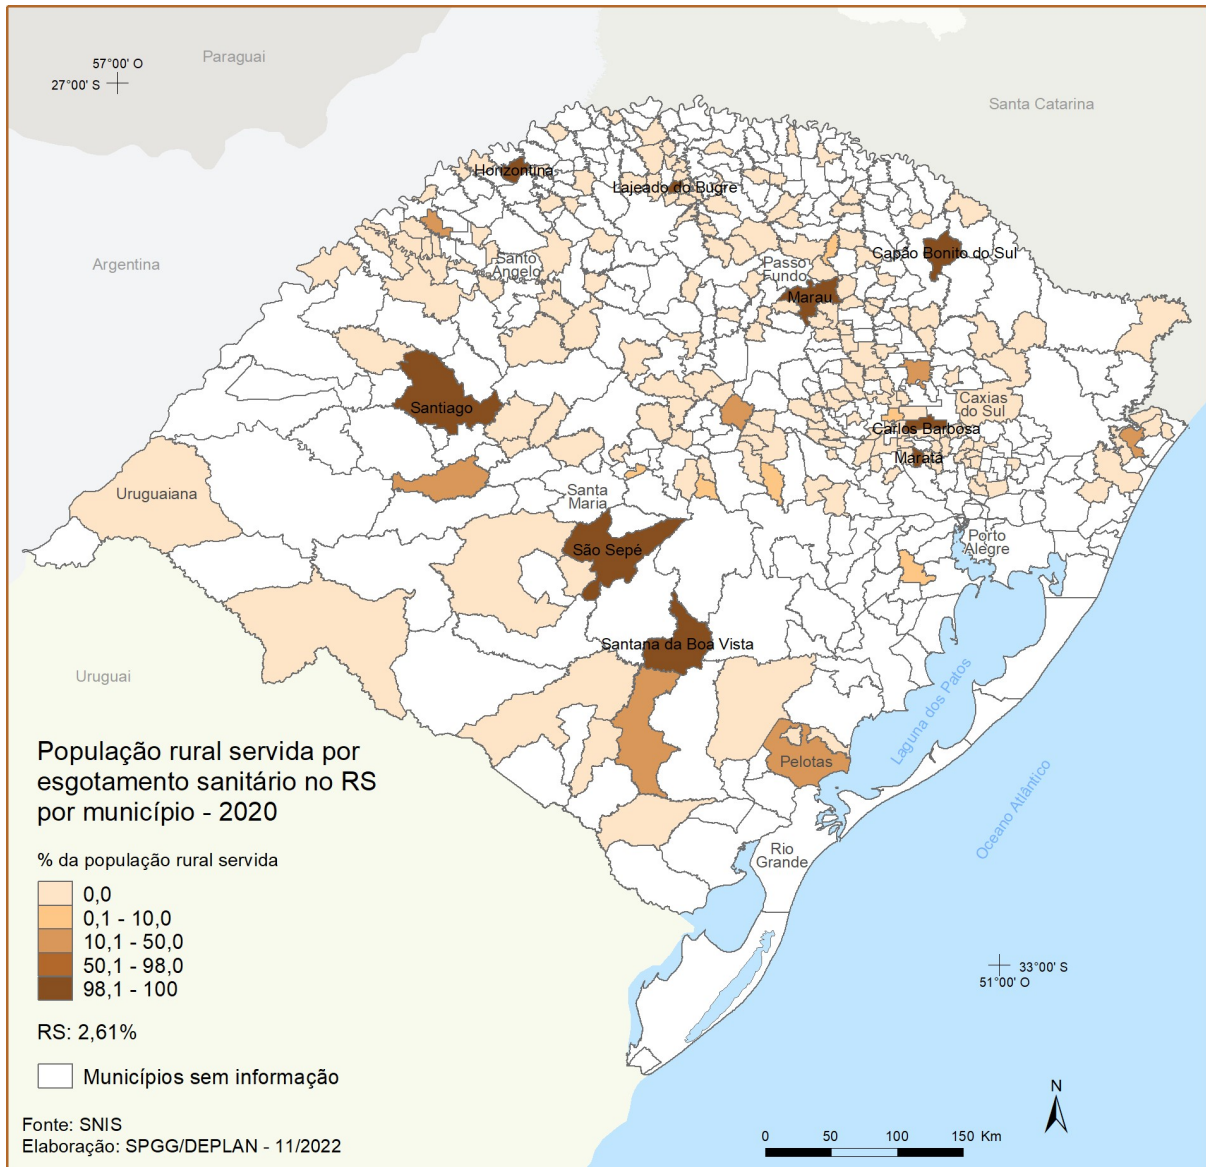 Paraguai
57°00' O
27°00' S
Santa Catarina
Horizontina
Lajeado do Bugre
Argentina
Santo
Angelo
Passo
Fundo
Capão Bonito do Sul
Marau
Santiago
Caxias
do Sul
Carlos Barbosa
Maratá
Uruguaiana
Santa
Maria
São Sepé
Porto
Alegre
Santana da Boa Vista
Uruguai
Laguna dos Patos
Pelotas
Oceano Atlântico
Rio
Grande
33°00' S
51°00' O
População rural servida por
esgotamento sanitário no RS
por município - 2020
% da população rural servida
0,0
0,1 - 10,0
10,1 - 50,0
50,1 - 98,0
98,1 - 100
RS: 2,61%
Municípios sem informação
Fonte: SNIS
Elaboração: SPGG/DEPLAN - 11/2022
N
0 50 100 150 Km